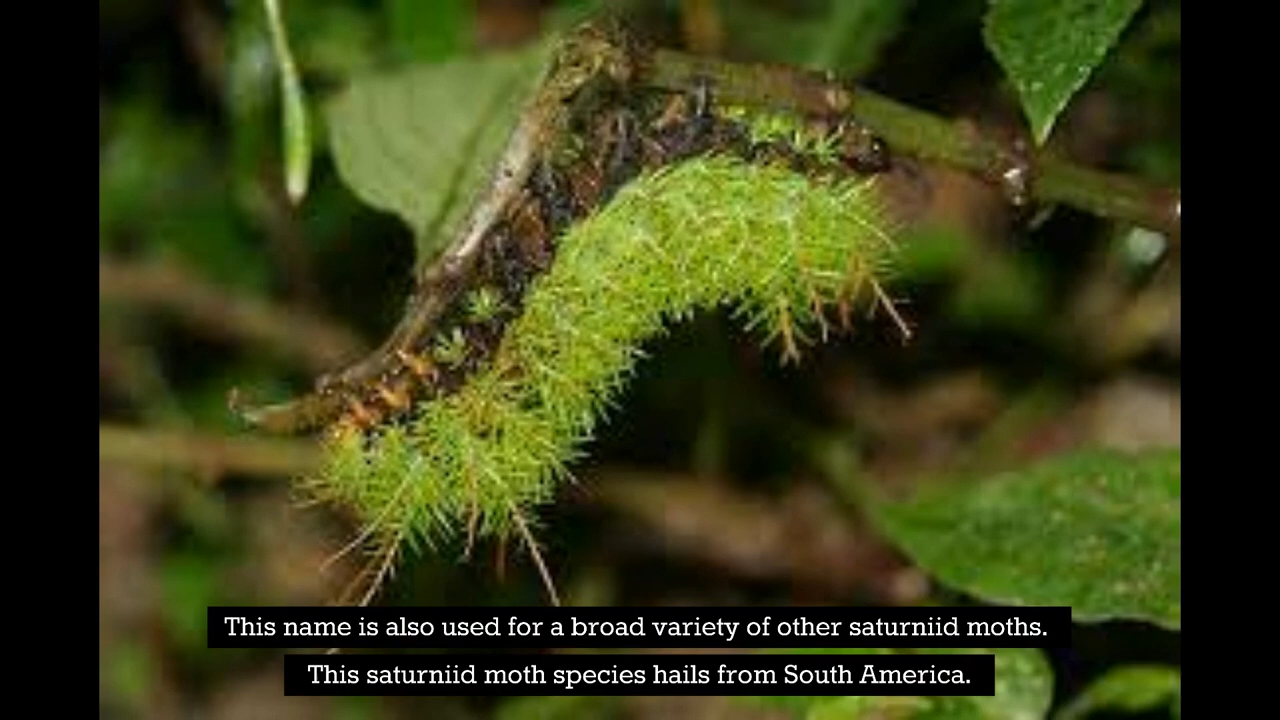 This name is also used for a broad variety of other saturniid moths.
This saturniid moth species hails from South America.